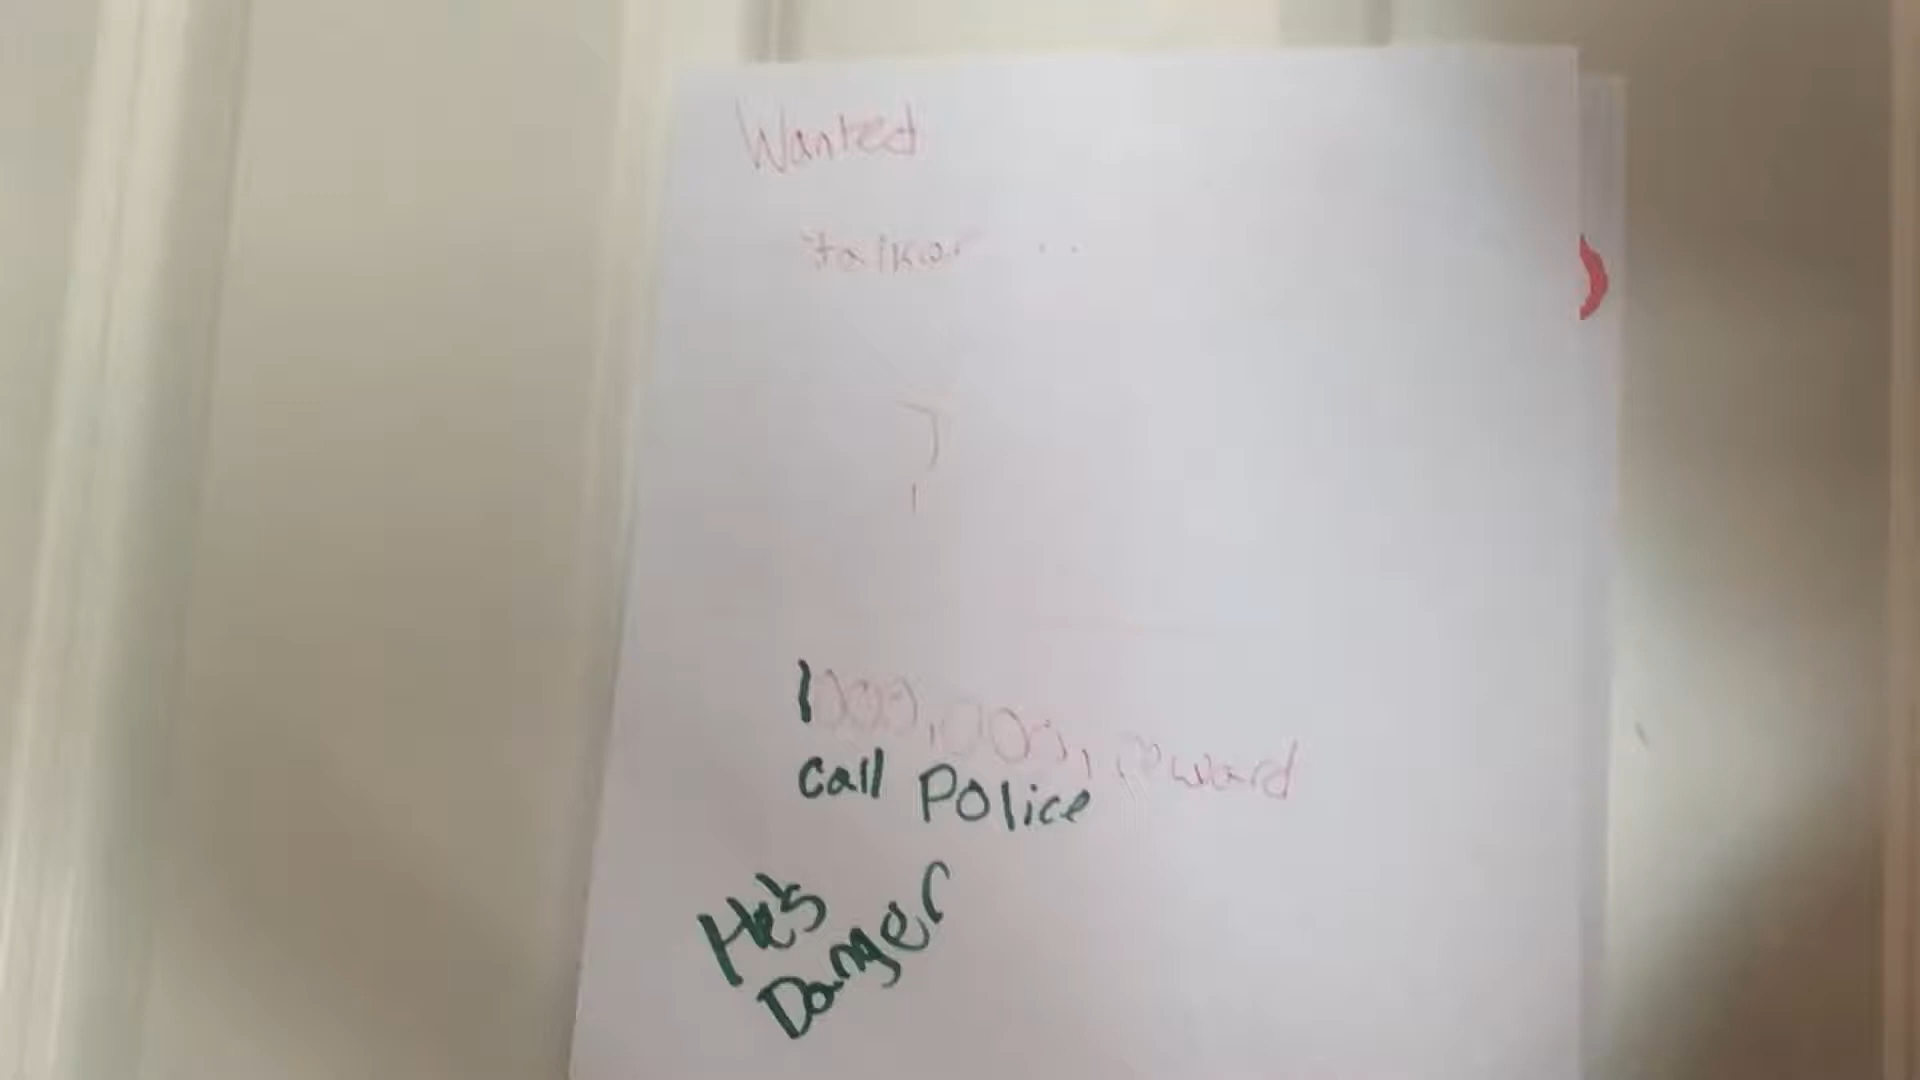 Wanted
1000,000, reward
call Police
He's
Danger